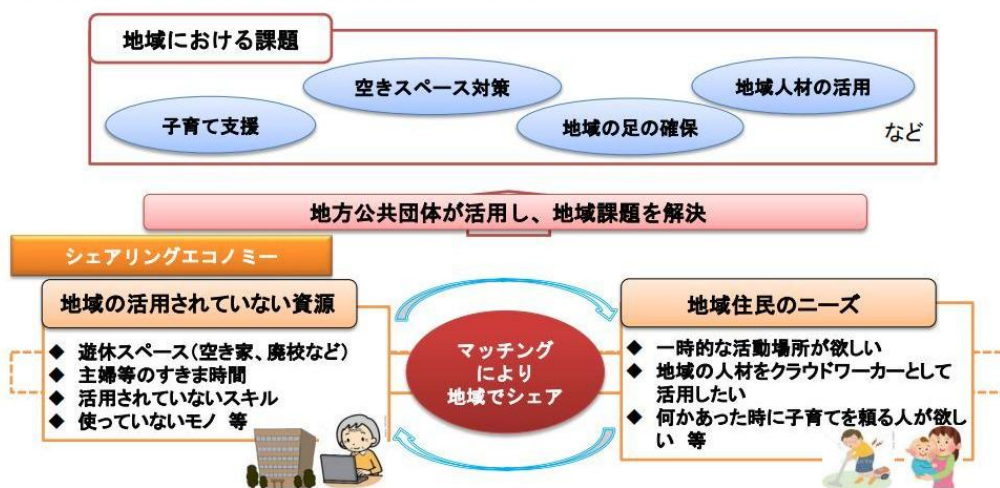 地域における課題
空きスペース対策
地域人材の活用
子育て支援
地域の足の確保
など
地方公共団体が活用し、地域課題を解決
シェアリングエコノミー
地域の活用されていない資源
◆ 遊休スペース(空き家、廃校など)
◆ 主婦等のすきま時間
◆ 活用されていないスキル
◆ 使っていないモノ 等
マッチング
により
地域でシェア
地域住民のニーズ
◆ 一時的な活動場所が欲しい
◆ 地域の人材をクラウドワーカーとして
活用したい
◆ 何かあった時に子育てを頼る人が欲し
い 等